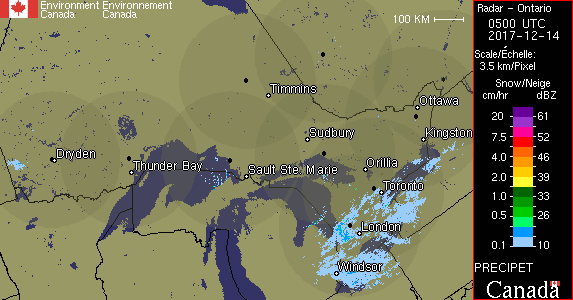 Environment Environnement
Canada Canada
100 KM
Timmins
Ottawa
Sudbury
Kingston
Dryden
Thunder Bay
Sault Ste. Marie
Orillia
Toronto
London
Windsor
Radar - Ontario
0500 UTC
2017-12-14
Scale/Échelle:
3.5 km/Pixel
Snow/Neige
cm/hr dBZ
20 61
7.5 52
4.0 46
2.0 39
1.0 33
0.5 26
0.1 10
PRECIPET
Canada